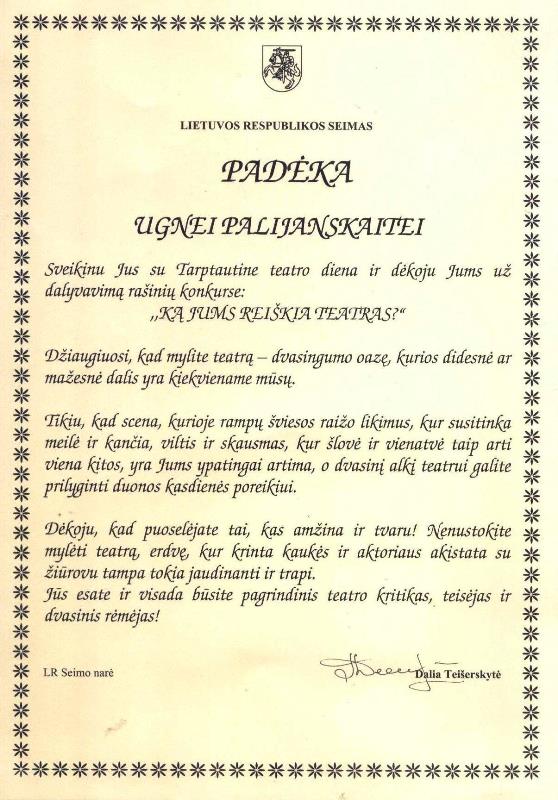 LIETUVOS RESPUBLIKOS SEIMAS
PADĖKA
UGNEI PALIJANSKAITEI
Sveikinu Jus su Tarptautine teatro diena ir dėkoju Jums už
dalyvavimą rašinių konkurse:
,,KĄ JUMS REIŠKIA TEATRAS?“
Džiaugiuosi, kad mylite teatrą – dvasingumo oazę, kurios didesnė ar
mažesnė dalis yra kiekviename mūsų.
Tikiu, kad scena, kurioje rampų šviesos raižo likimus, kur susitinka
meilė ir kančia, viltis ir skausmas, kur šlovė ir vienatvė taip arti
viena kitos, yra Jums ypatingai artima, o dvasinį alkį teatrui galite
prilyginti duonos kasdienės poreikiui.
Dėkoju, kad puoselėjate tai, kas amžina ir tvaru! Nenustokite
mylėti teatrą, erdvę, kur krinta kaukės ir aktoriaus akistata su
žiūrovu tampa tokia jaudinanti ir trapi.
Jūs esate ir visada būsite pagrindinis teatro kritikas, teisėjas ir
dvasinis rėmėjas!
LR Seimo narė Dalia Teišerskytė